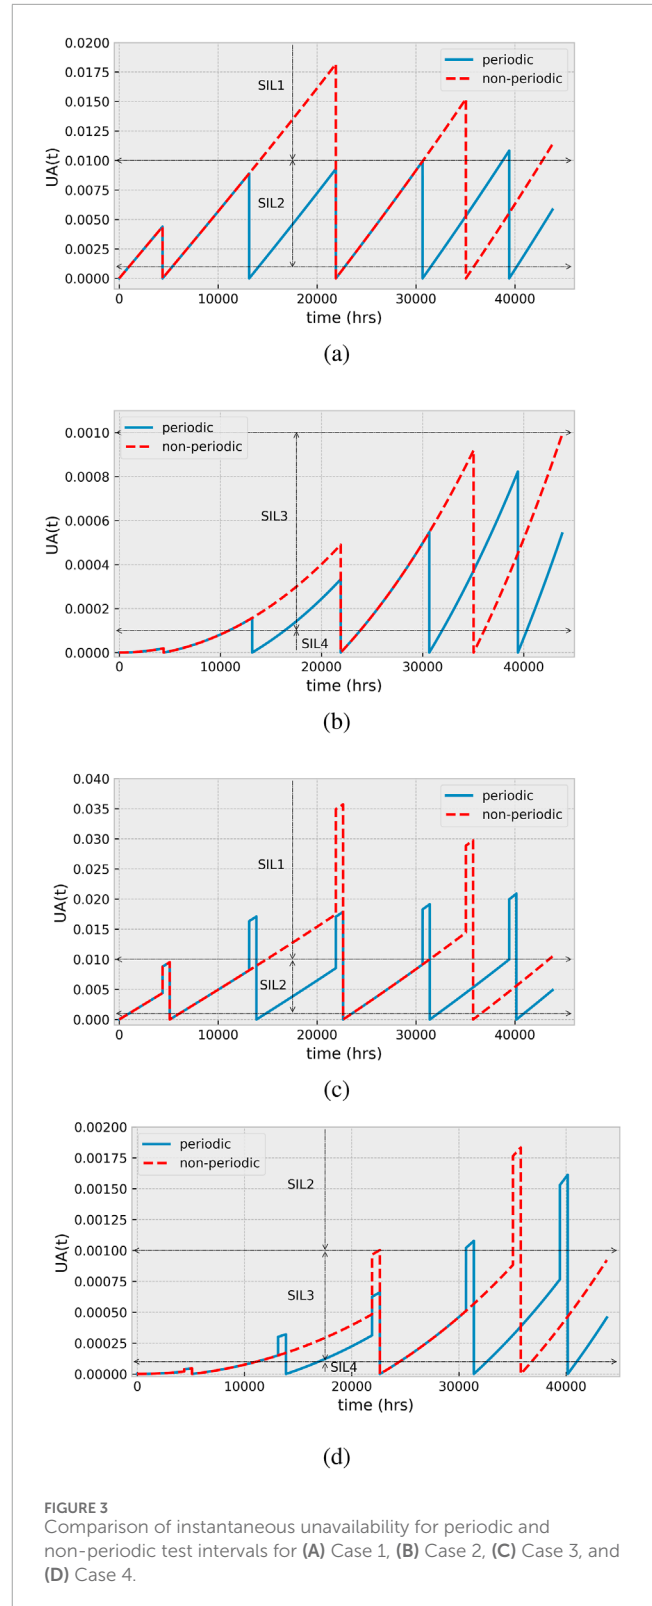 0.0200
0.0175
0.0150
0.0125
0.0100
0.0075
0.0050
0.0025
0.0000
UA(t)
SIL1
SIL2
periodic
non-periodic
0 10000 20000 30000 40000
time (hrs)
(a)
periodic
non-periodic
0.0010
0.0008
0.0006
0.0004
0.0002
0.0000
UA(t)
SIL3
SIL4
0 10000 20000 30000 40000
time (hrs)
(b)
0.040
0.035
0.030
0.025
0.020
0.015
0.010
0.005
0.000
UA(t)
SIL1
SIL2
periodic
non-periodic
0 10000 20000 30000 40000
time (hrs)
(c)
0.00200
0.00175
0.00150
0.00125
0.00100
0.00075
0.00050
0.00025
0.00000
UA(t)
periodic
non-periodic
SIL2
SIL3
SIL4
0 10000 20000 30000 40000
time (hrs)
(d)
FIGURE 3
Comparison of instantaneous unavailability for periodic and
non-periodic test intervals for (A) Case 1, (B) Case 2, (C) Case 3, and
(D) Case 4.